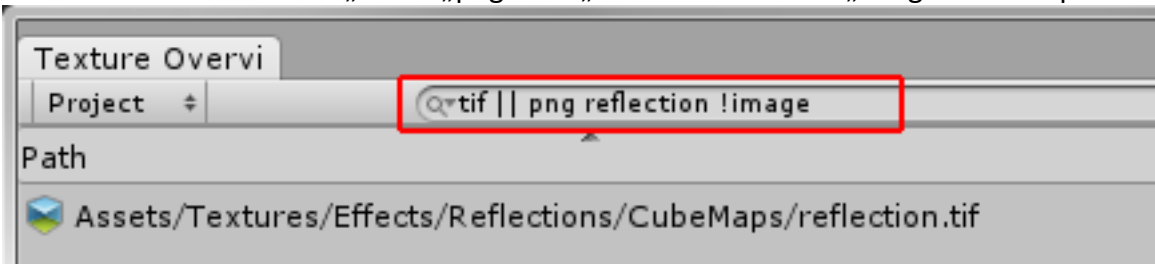 Texture Overvi
Project tif || png reflection !image
Path
Assets/Textures/Effects/Reflections/CubeMaps/reflection.tif